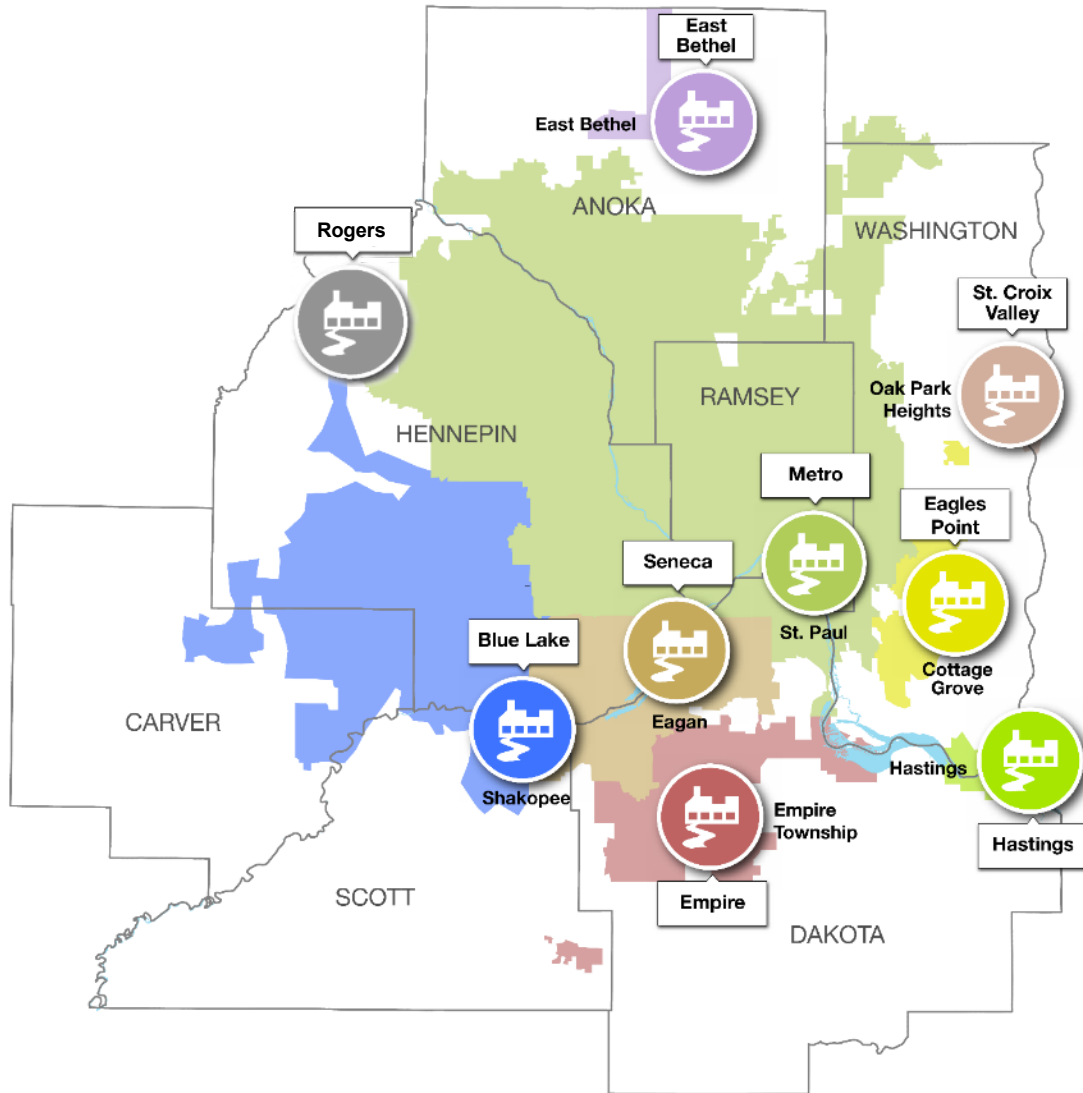 East
Bethel
East Bethel
ANOKA
Rogers
WASHINGTON
St. Croix
Valley
Oak Park
Heights
RAMSEY
HENNEPIN
Metro
Eagles
Point
Seneca
St. Paul
Blue Lake
Cottage
Grove
CARVER
Eagan
Hastings
Shakopee
Empire
Township
Hastings
Empire
SCOTT
DAKOTA